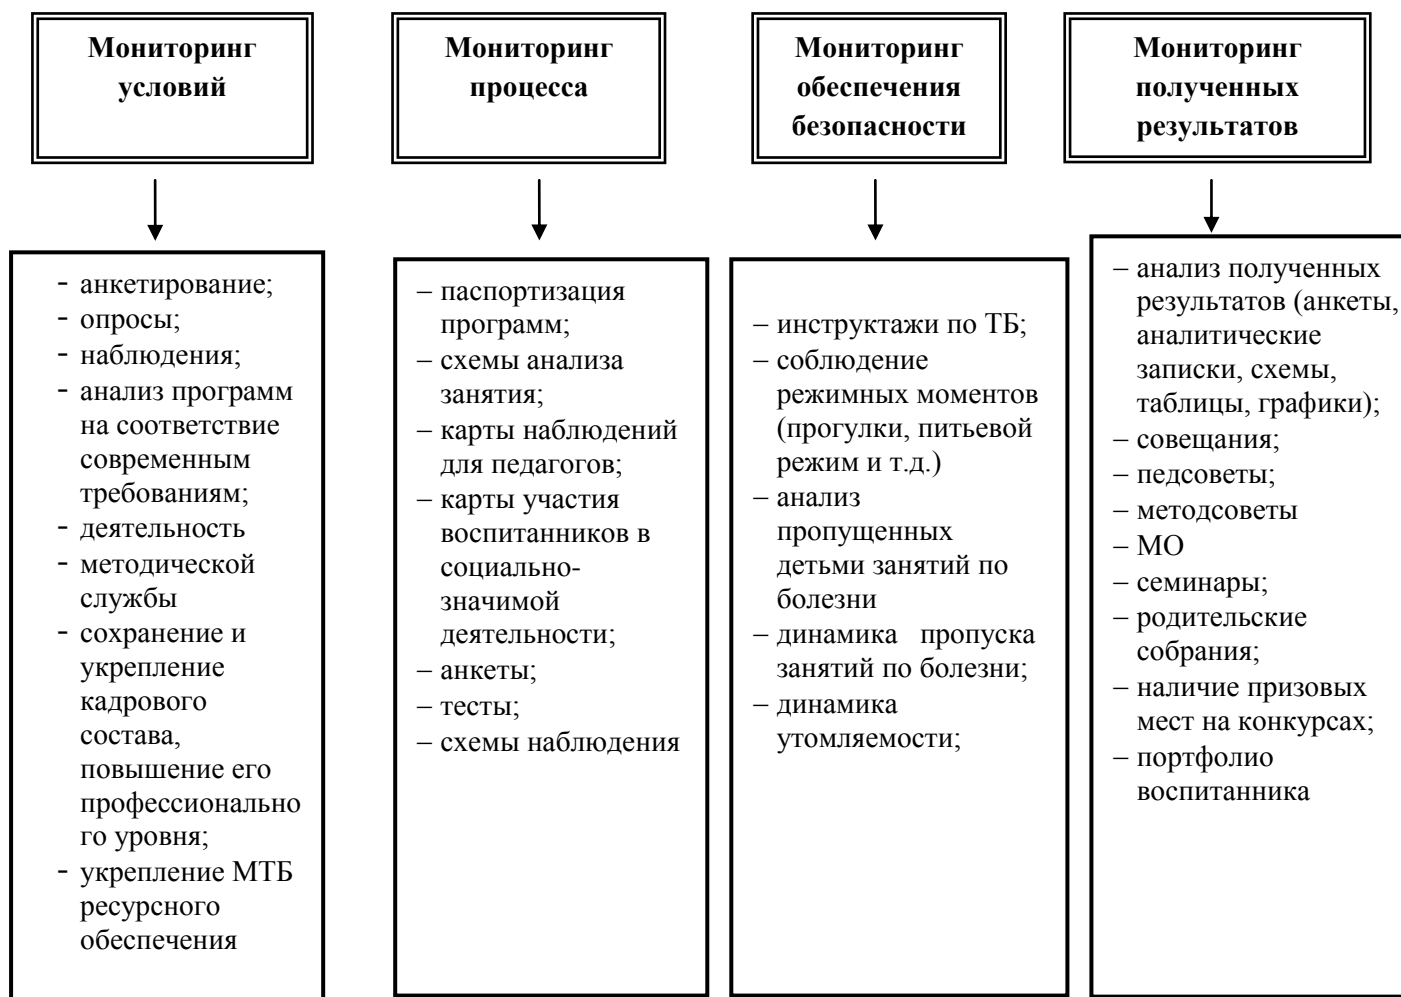 Мониторинг
условий
- анкетирование;
- опросы;
- наблюдения;
- анализ программ
на соответствие
современным
требованиям;
- деятельность
- методической
службы
- сохранение и
укрепление
кадрового
состава,
повышение его
профессионально
го уровня;
- укрепление МТБ
ресурсного
обеспечения
Мониторинг
процесса
– паспортизация
программ;
– схемы анализа
занятия;
– карты наблюдений
для педагогов;
– карты участия
воспитанников в
социально-
значимой
деятельности;
– анкеты;
– тесты;
– схемы наблюдения
Мониторинг
обеспечения
безопасности
– инструктажи по ТБ;
– соблюдение
режимных моментов
(прогулки, питьевой
режим и т.д.)
– анализ
пропущенных
детьми занятий по
болезни
– динамика пропуска
занятий по болезни;
– динамика
утомляемости;
Мониторинг
полученных
результатов
– анализ полученных
результатов (анкеты,
аналитические
записки, схемы,
таблицы, графики);
– совещания;
– педсоветы;
– методсоветы
– МО
– семинары;
– родительские
собрания;
– наличие призовых
мест на конкурсах;
– портфолио
воспитанника